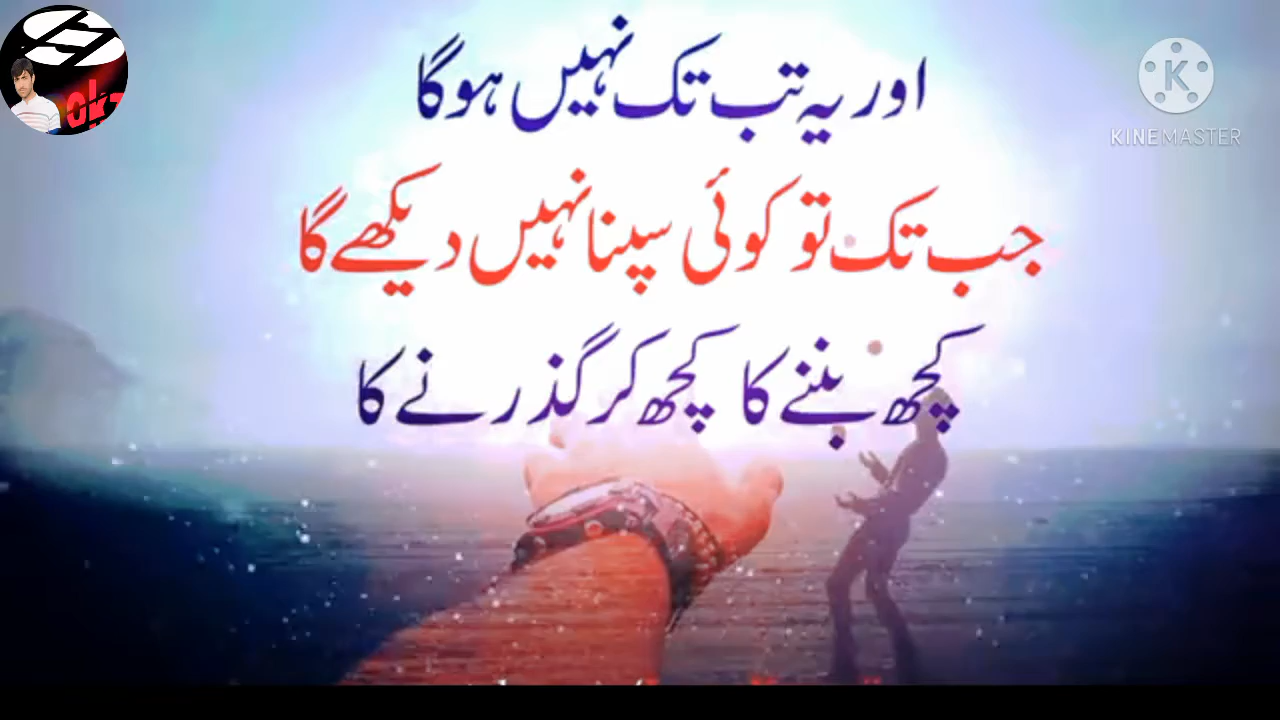 اور یہ تب تک نہیں ہوگا
جب تک تو کوئی سپنا نہیں دیکھے گا
کچھ بننے کا کچھ کر گذرنے کا
KINEMASTER